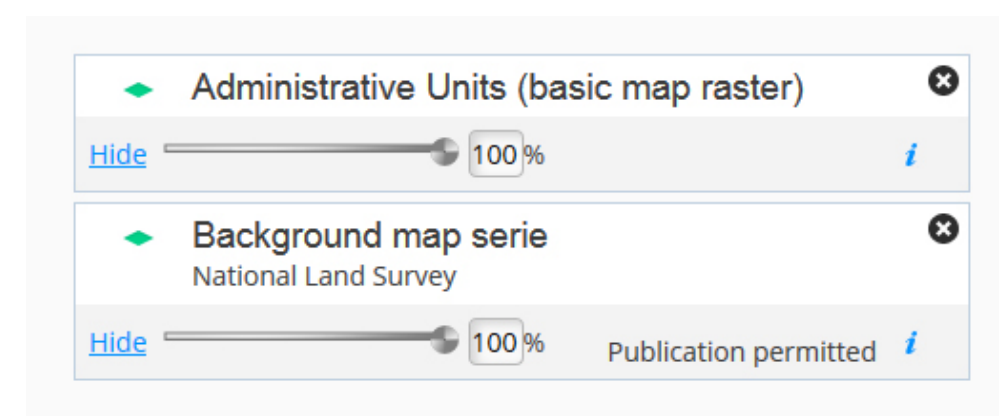 Administrative Units (basic map raster)
Hide 100 % i
Background map serie
National Land Survey
Hide 100 % Publication permitted i